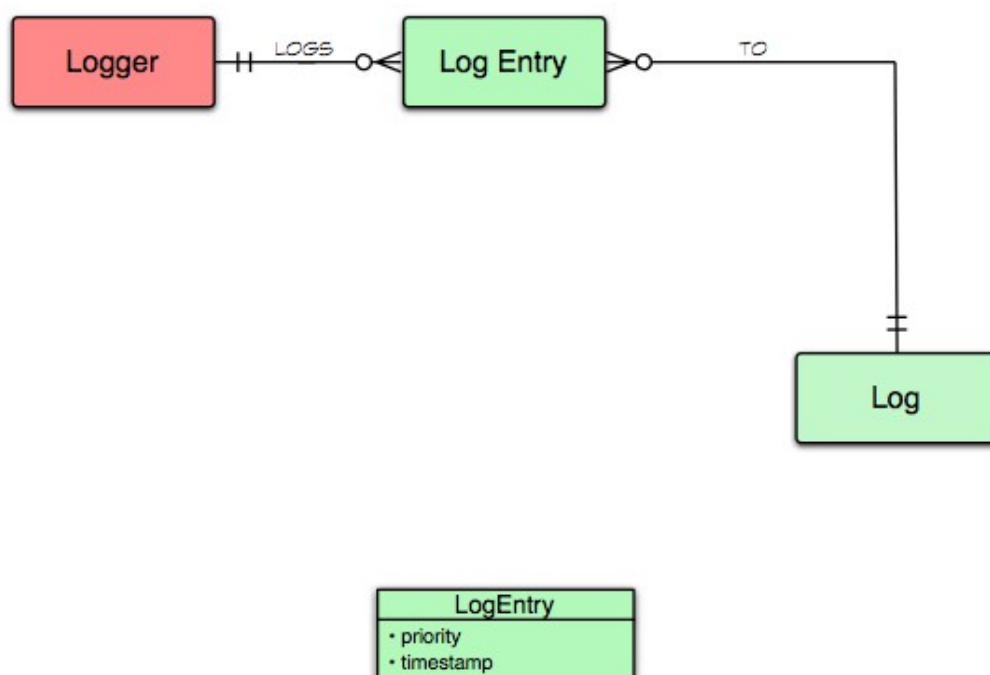 Logger
LOGS
Log Entry
TO
Log
LogEntry
• priority
• timestamp